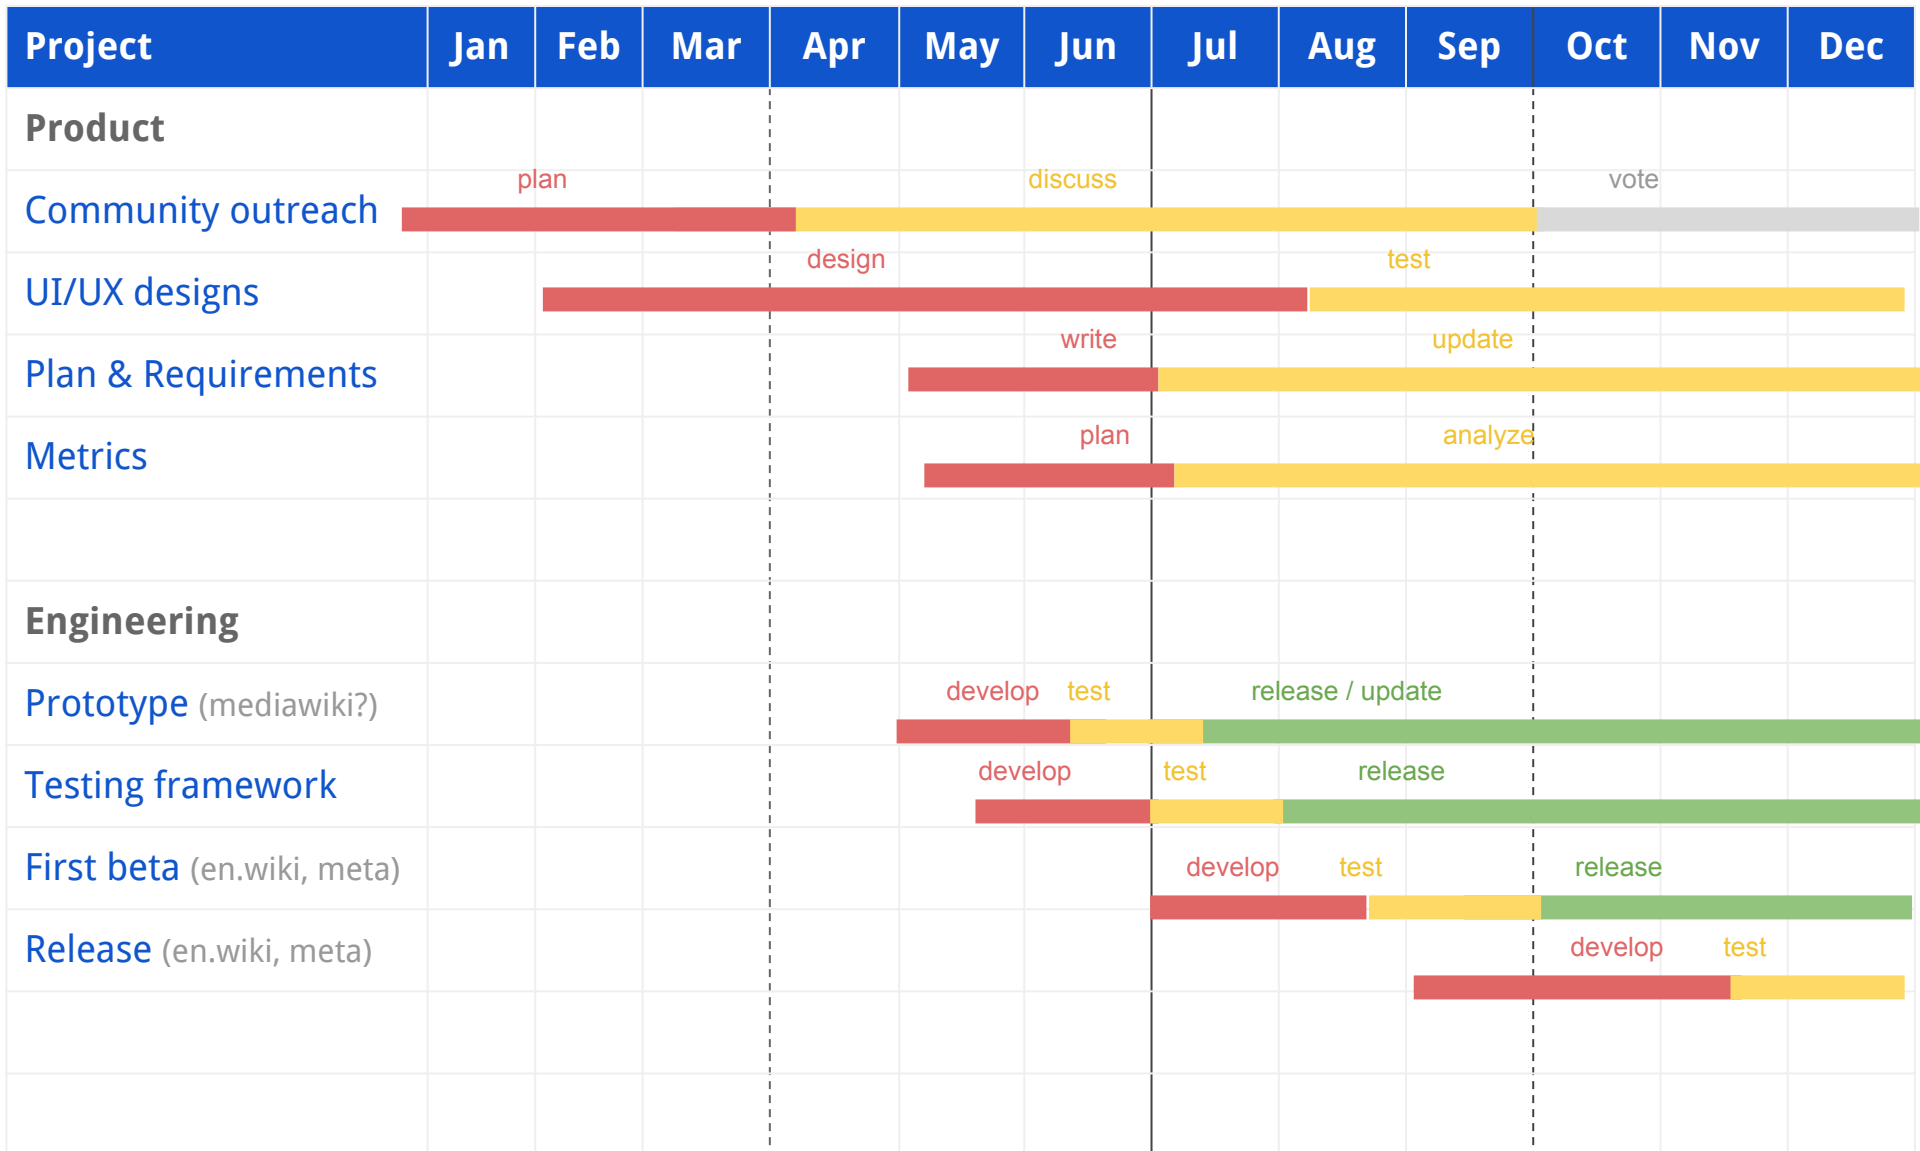 Project Jan Feb Mar Apr May Jun Jul Aug Sep Oct Nov Dec
Product
plan discuss vote
Community outreach
design test
UI/UX designs
write update
Plan & Requirements
plan analyze
Metrics
Engineering
develop test release / update
Prototype (mediawiki?)
develop test release
Testing framework
develop test release
First beta (en.wiki, meta)
develop test
Release (en.wiki, meta)